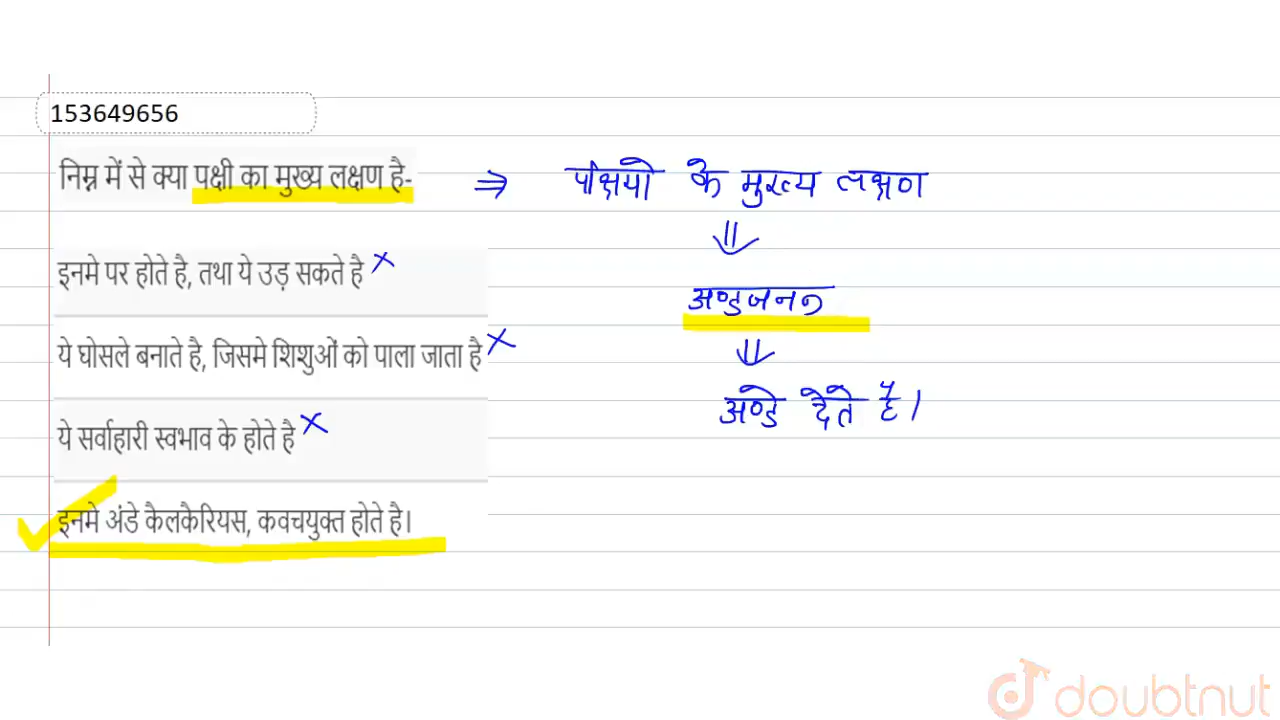 153649656
निम्न में से क्या पक्षी का मुख्य लक्षण है-
⇒ पक्षियो के मुख्य लक्षण
इनमे पर होते है, तथा ये उड़ सकते है ×
अण्डजनन
ये घोसले बनाते है, जिसमे शिशुओं को पाला जाता है ×
अण्डे देते है।
ये सर्वाहारी स्वभाव के होते है ×
इनमे अंडे कैलकैरियस, कवचयुक्त होते है।
doubtnut